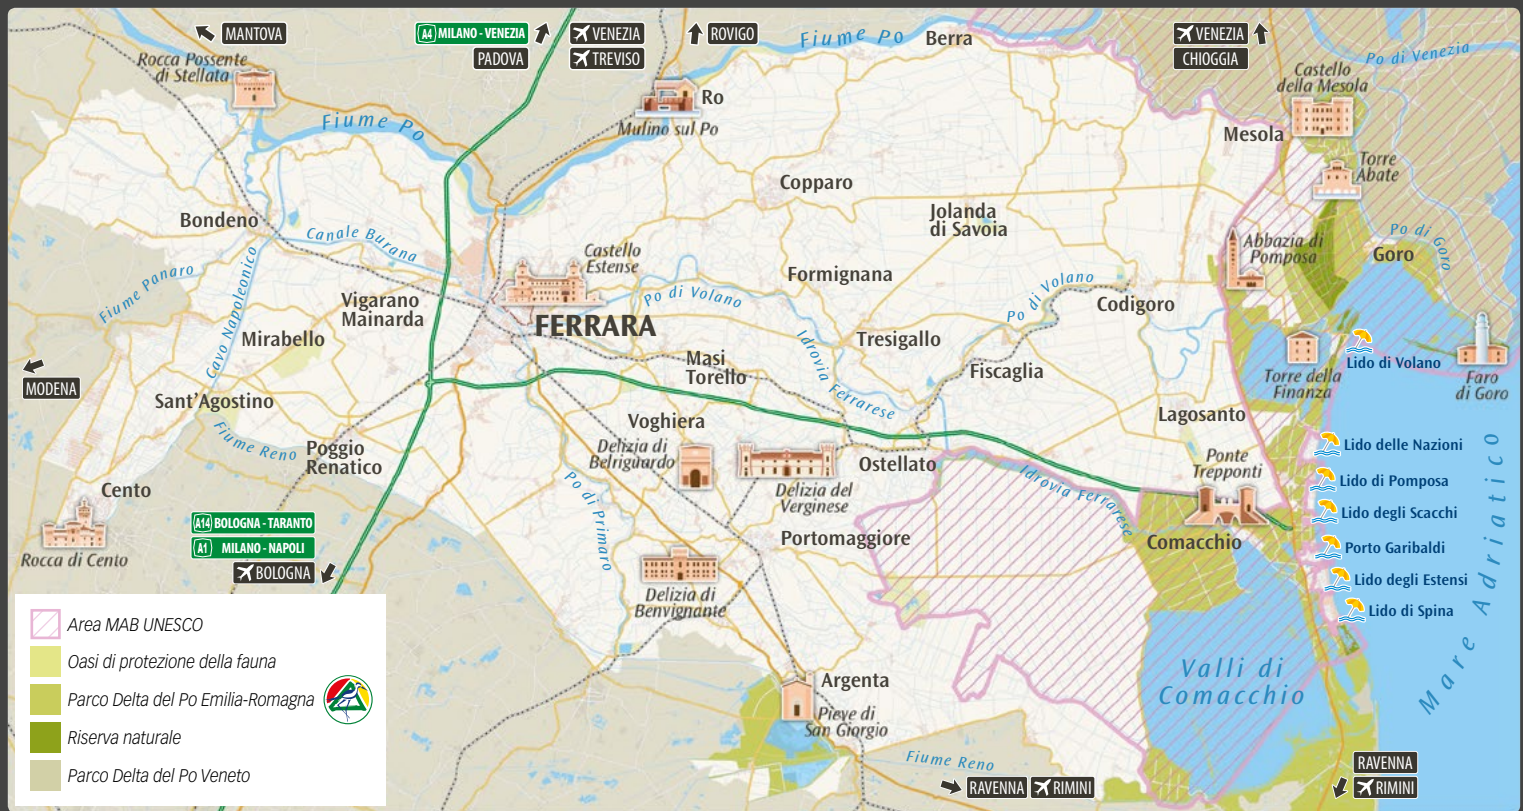 MANTOVA
A4 MILANO - VENEZIA
PADOVA
VENEZIA
TREVISO
ROVIGO
Fiume Po
Berra
VENEZIA
CHIOGGIA
Po di Venezia
Rocca Possente
di Stellata
Castello
della Mesola
Ro
Mulino sul Po
Fiume Po
Mesola
Torre
Abate
Copparo
Bondeno
Jolanda
di Savoia
Canale Burana
Castello
Estense
Abbazia di
Pomposa
Po di Goro
Goro
Fiume Panaro
Cavo Napoleonico
Formignana
Po di Volano
Po di Volano
Codigoro
Vigarano
Mainarda
FERRARA
Mirabello
Tresigallo
Idrovia Ferrarese
Masi
Torello
Fiscaglia
Torre della
Finanza
Lido di Volano
Faro
di Goro
MODENA
Sant'Agostino
Voghiera
Lagosanto
Fiume Reno
Poggio
Renatico
Delizia di
Belriguardo
Ostellato
Ponte
Trepponti
Lido delle Nazioni
Lido di Pomposa
Lido degli Scacchi
Porto Garibaldi
Lido degli Estensi
Lido di Spina
Mare Adriatico
Cento
Rocca di Cento
Po di Primaro
Delizia del
Verginese
Idrovia Ferrarese
Portomaggiore
Comacchio
A14 BOLOGNA - TARANTO
A1 MILANO - NAPOLI
BOLOGNA
Delizia di
Benvignante
Valli di
Comacchio
Argenta
Pieve di
San Giorgio
Fiume Reno
RAVENNA RIMINI
RAVENNA
RIMINI
Area MAB UNESCO
Oasi di protezione della fauna
Parco Delta del Po Emilia-Romagna
Riserva naturale
Parco Delta del Po Veneto